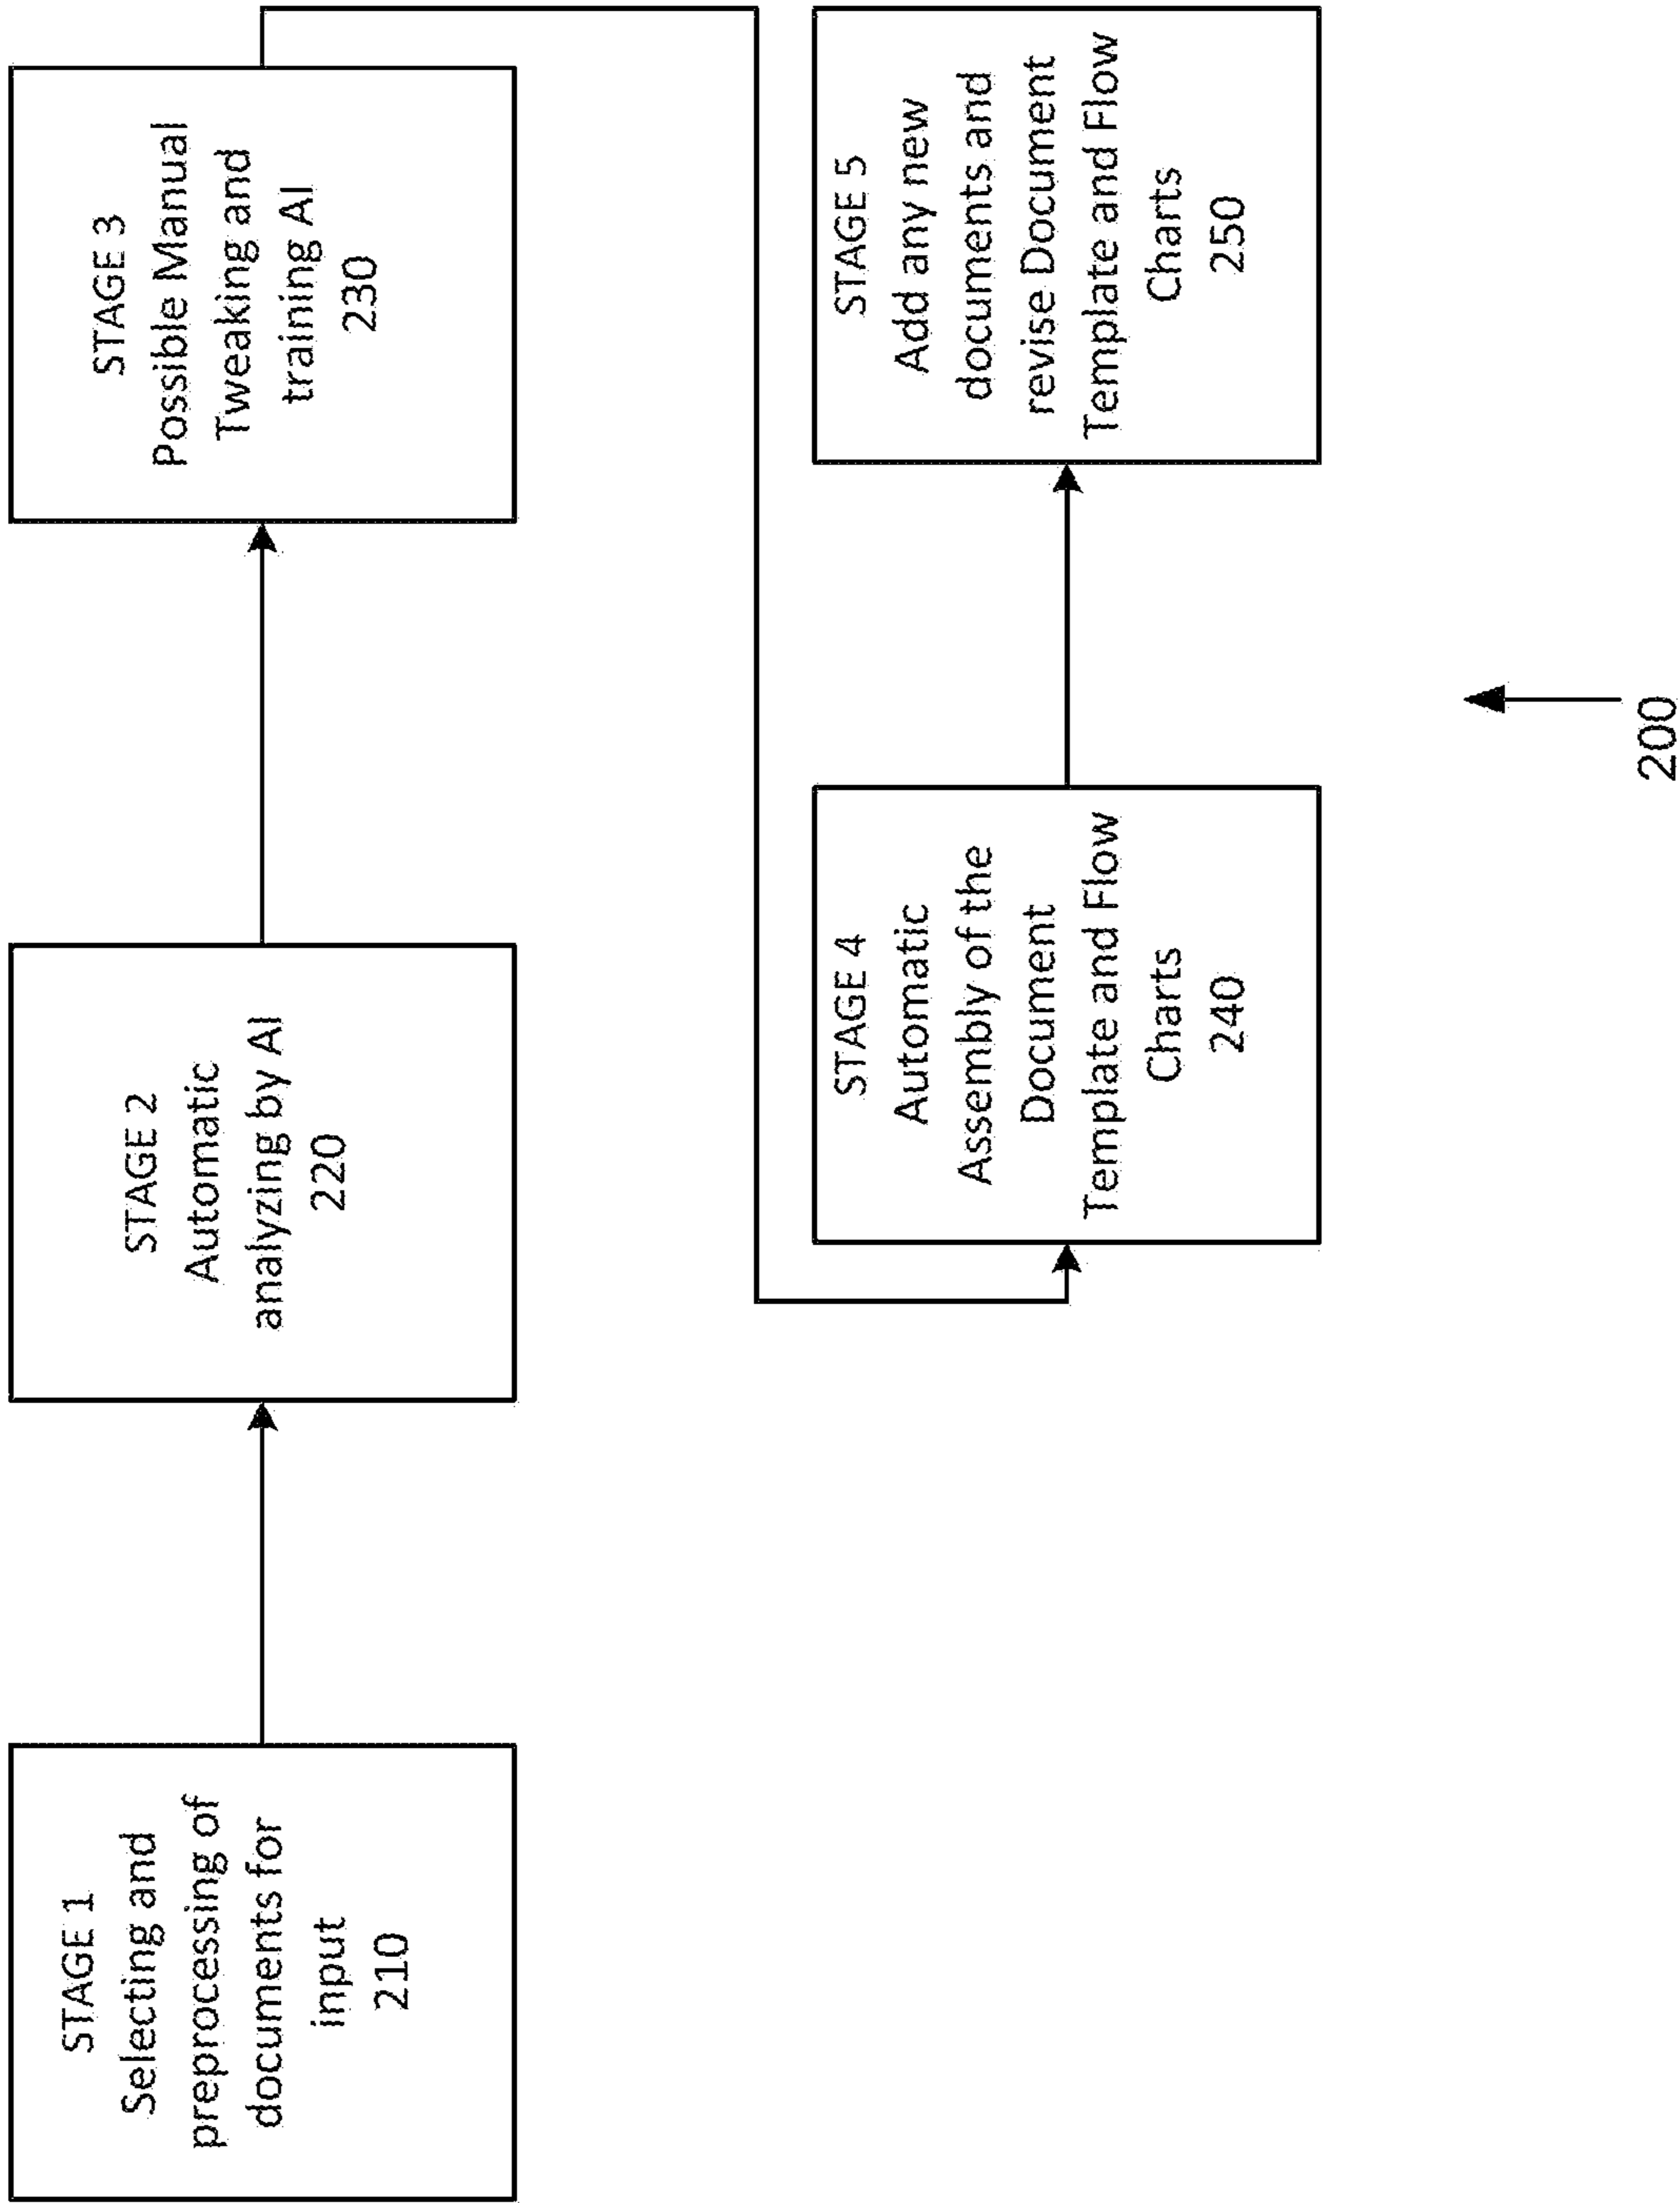 STAGE 1
Selecting and
preprocessing of
documents for
input
210
STAGE 2
Automatic
analyzing by AI
220
STAGE 3
Possible Manual
Tweaking and
training AI
230
STAGE 4
Automatic
Assembly of the
Document
Template and Flow
Charts
240
STAGE 5
Add any new
documents and
revise Document
Template and Flow
Charts
250
200